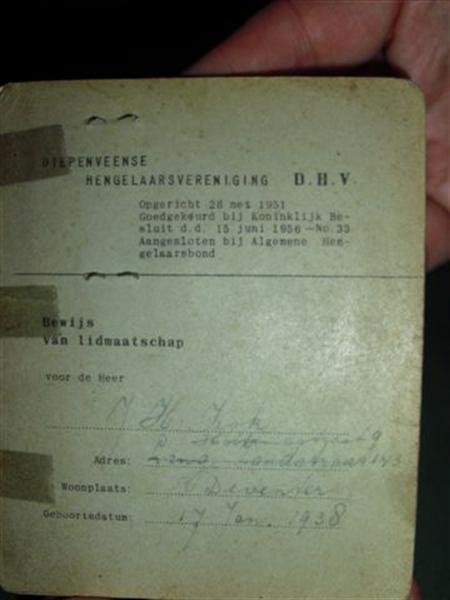 DIEPENVEENSE
HENGELAARSVERENIGING D.H.V.
Opgericht 28 mei 1951
Goedgekeurd bij Koninklijk Be-
sluit d.d. 15 juni 1956 - No. 33
Aangesloten bij Algemene Hen-
gelaarsbond
Bewijs
van lidmaatschap
voor de Heer
J H
Adres:
Woonplaats: Deventer
Geboortedatum: 17 Jan. 1938